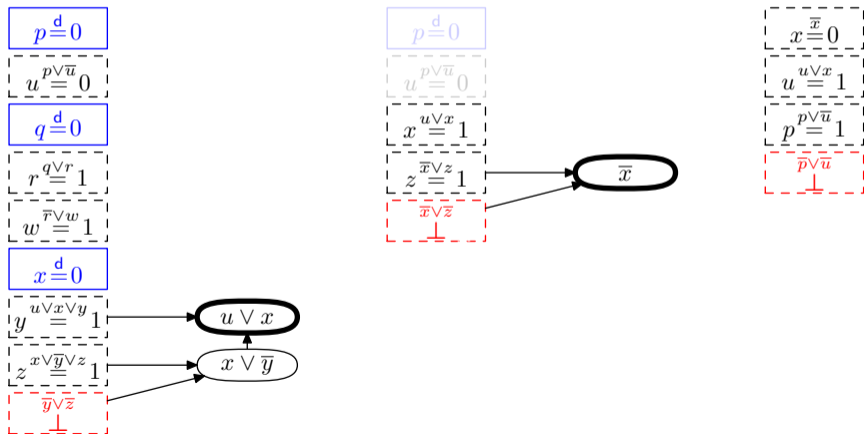 p =ᵈ 0
u =^{p∨u̅} 0
q =ᵈ 0
r =^{q∨r} 1
w =^{r̅∨w} 1
x =ᵈ 0
y =^{u∨x∨y} 1
u ∨ x
z =^{x∨y̅∨z} 1
x ∨ y̅
y̅∨z̅
⊥
p =ᵈ 0
u =^{p∨u̅} 0
x =^{u∨x} 1
z =^{x̅∨z} 1
x̅
x̅∨z̅
⊥
x =^{x̅} 0
u =^{u∨x} 1
p =^{p∨u̅} 1
p̅∨u̅
⊥